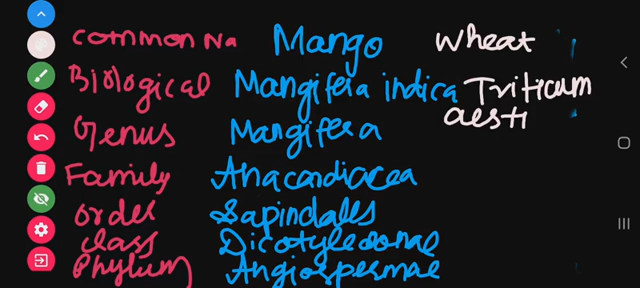 Common Na Mango Wheat
Biological Mangifera indica Triticum
aesti
Genus Mangifera
Family Anacardiacea
Order Sapindales
Class Dicotyledonae
Phylum Angiospermae